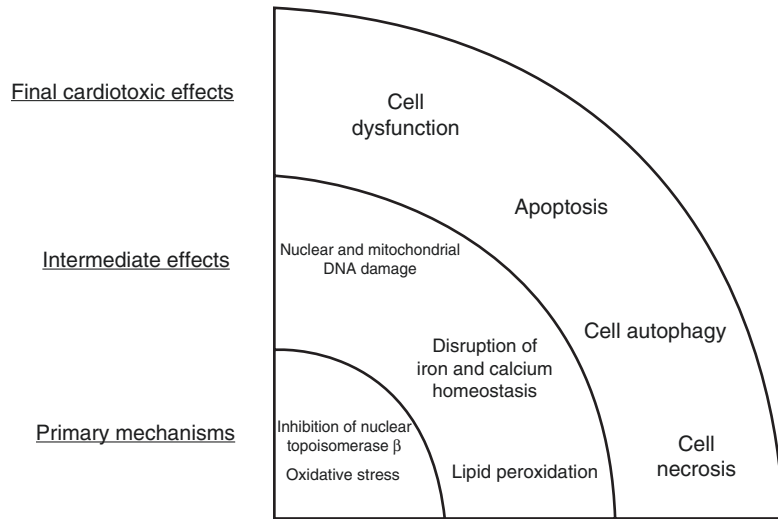 Final cardiotoxic effects
Cell
dysfunction
Apoptosis
Intermediate effects
Nuclear and mitochondrial
DNA damage
Cell autophagy
Disruption of
iron and calcium
homeostasis
Primary mechanisms
Inhibition of nuclear
topoisomerase β
Oxidative stress
Lipid peroxidation
Cell
necrosis